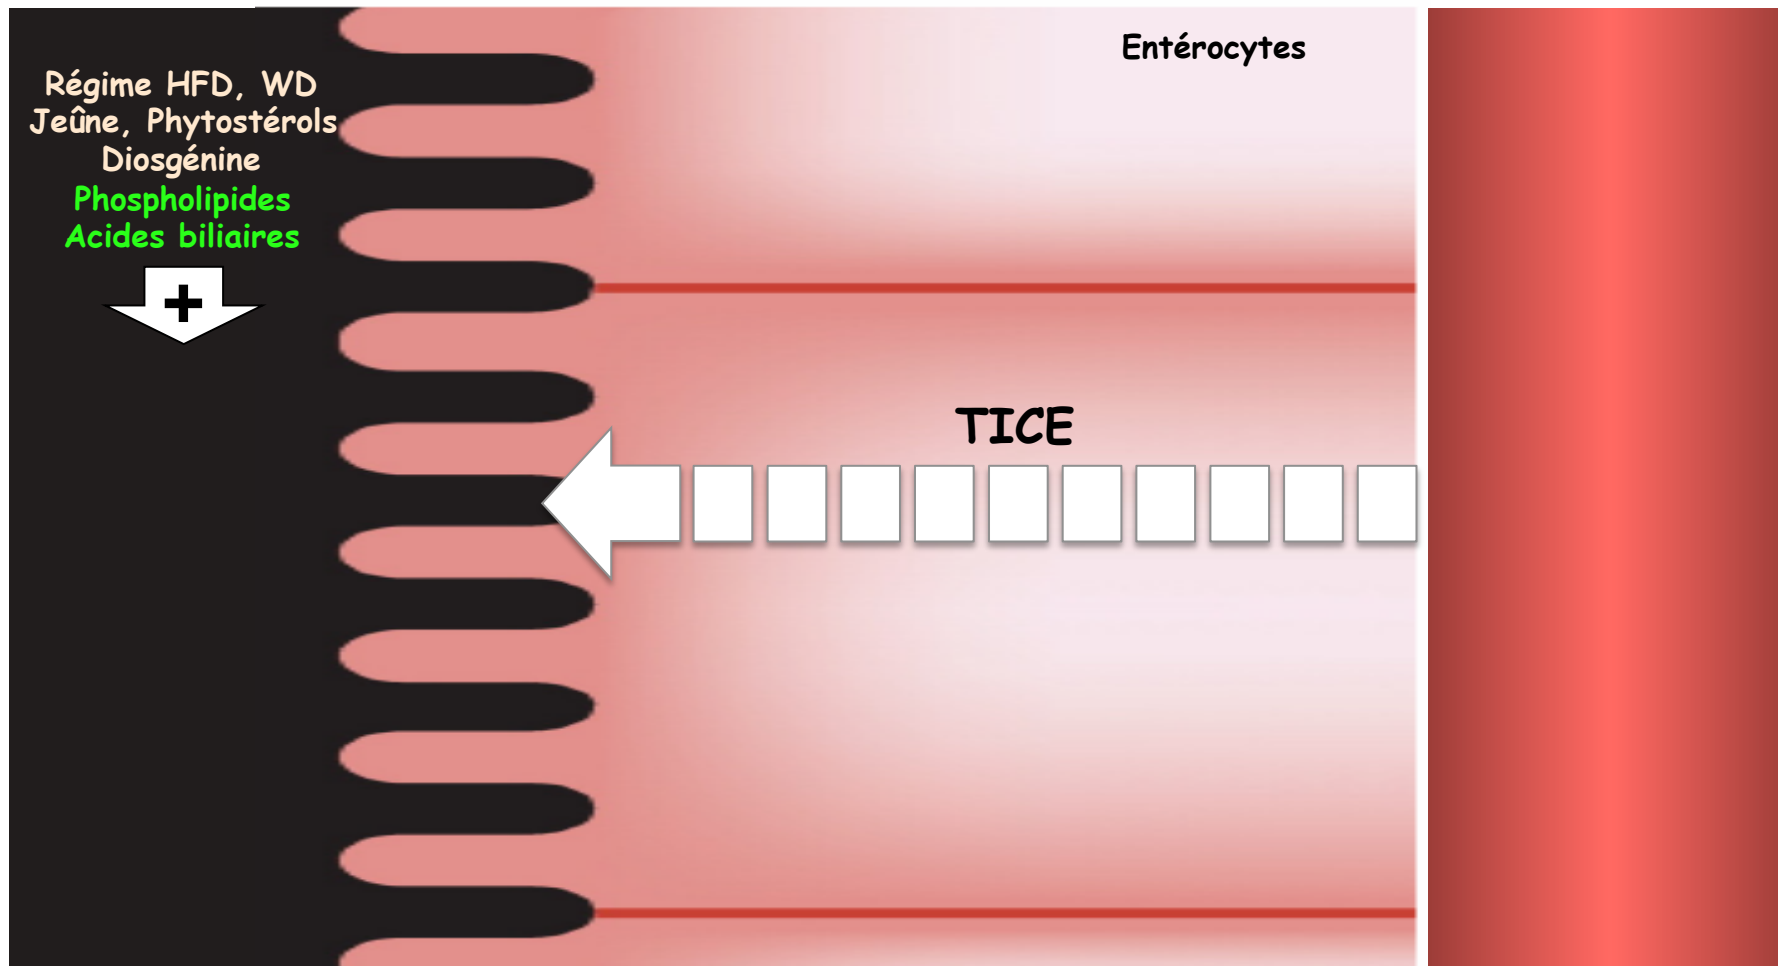 Entérocytes
Régime HFD, WD
Jeûne, Phytostérols
Diosgénine
Phospholipides
Acides biliaires
+
TICE